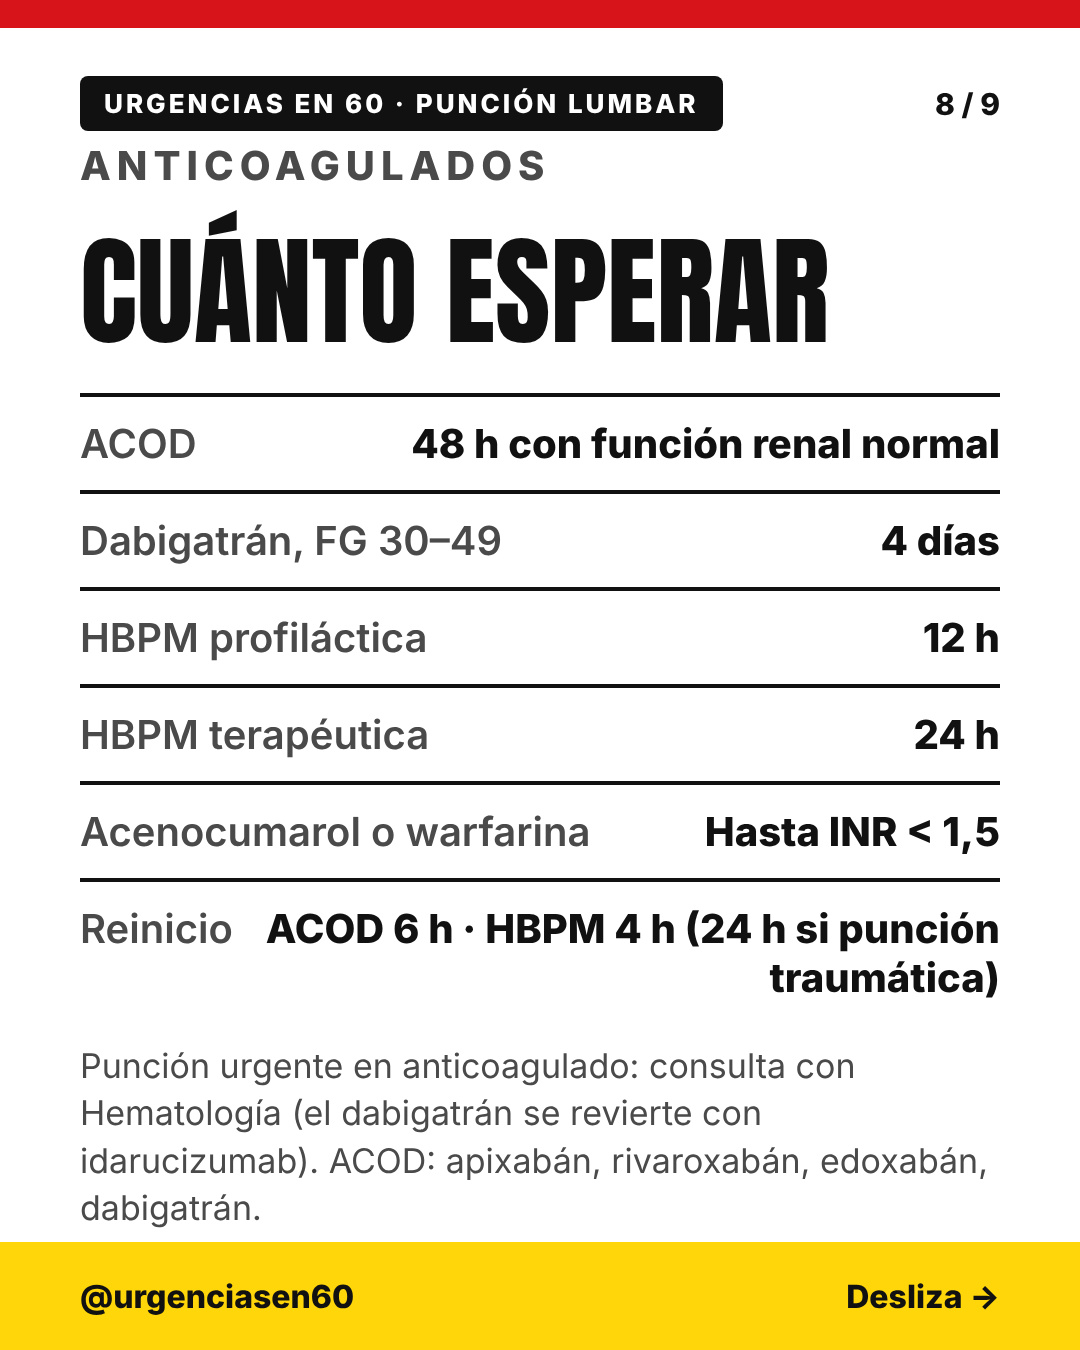 URGENCIAS EN 60 · PUNCIÓN LUMBAR
8 / 9
ANTICOAGULADOS
CUÁNTO ESPERAR
ACOD 48 h con función renal normal
Dabigatrán, FG 30–49 4 días
HBPM profiláctica 12 h
HBPM terapéutica 24 h
Acenocumarol o warfarina Hasta INR < 1,5
Reinicio ACOD 6 h · HBPM 4 h (24 h si punción
traumática)
Punción urgente en anticoagulado: consulta con
Hematología (el dabigatrán se revierte con
idarucizumab). ACOD: apixabán, rivaroxabán, edoxabán,
dabigatrán.
@urgenciasen60 Desliza →